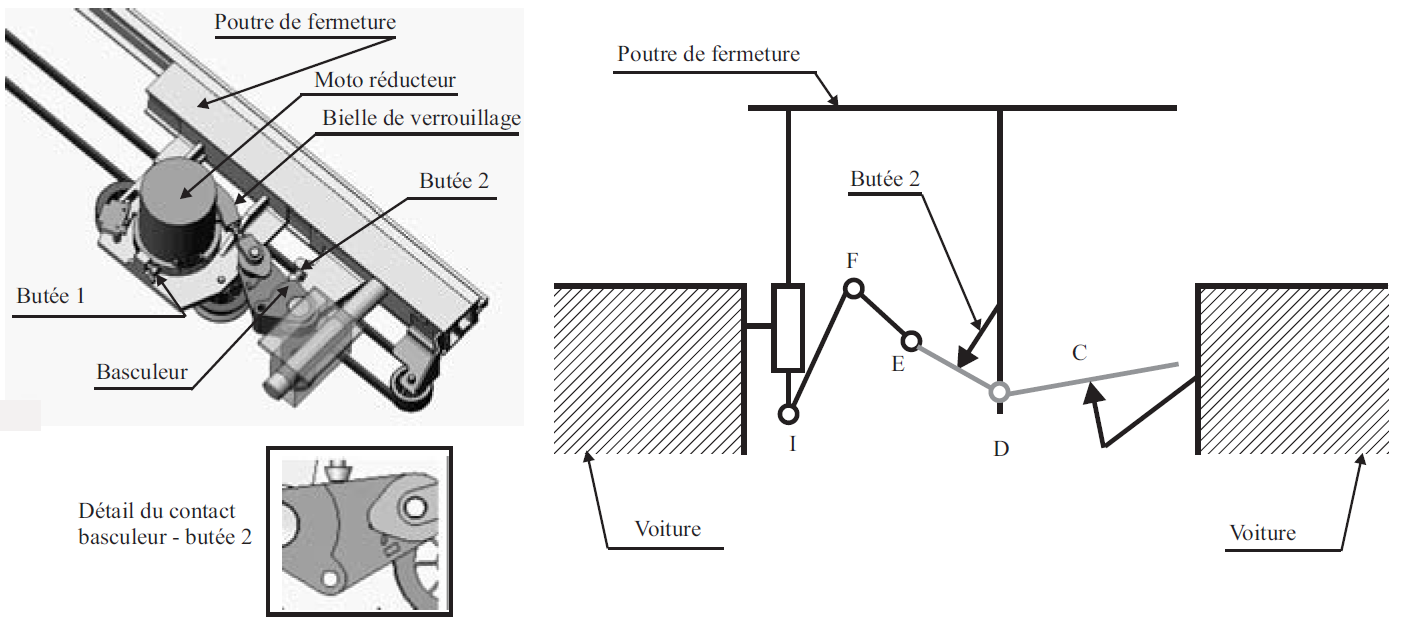 Poutre de fermeture
Moto réducteur
Bielle de verrouillage
Butée 2
Butée 1
Basculeur
Détail du contact
basculeur - butée 2
Poutre de fermeture
Butée 2
F
E
C
I
D
Voiture
Voiture